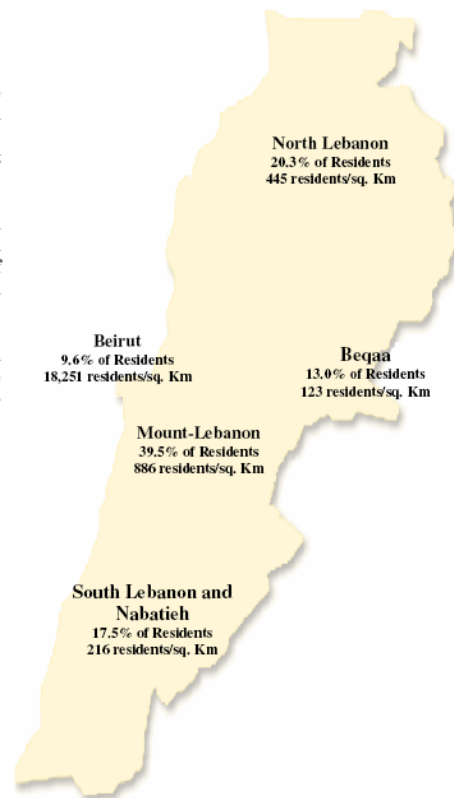 North Lebanon
20.3% of Residents
445 residents/sq. Km
Beirut
9.6% of Residents
18,251 residents/sq. Km
Beqaa
13.0% of Residents
123 residents/sq. Km
Mount-Lebanon
39.5% of Residents
886 residents/sq. Km
South Lebanon and
Nabatieh
17.5% of Residents
216 residents/sq. Km